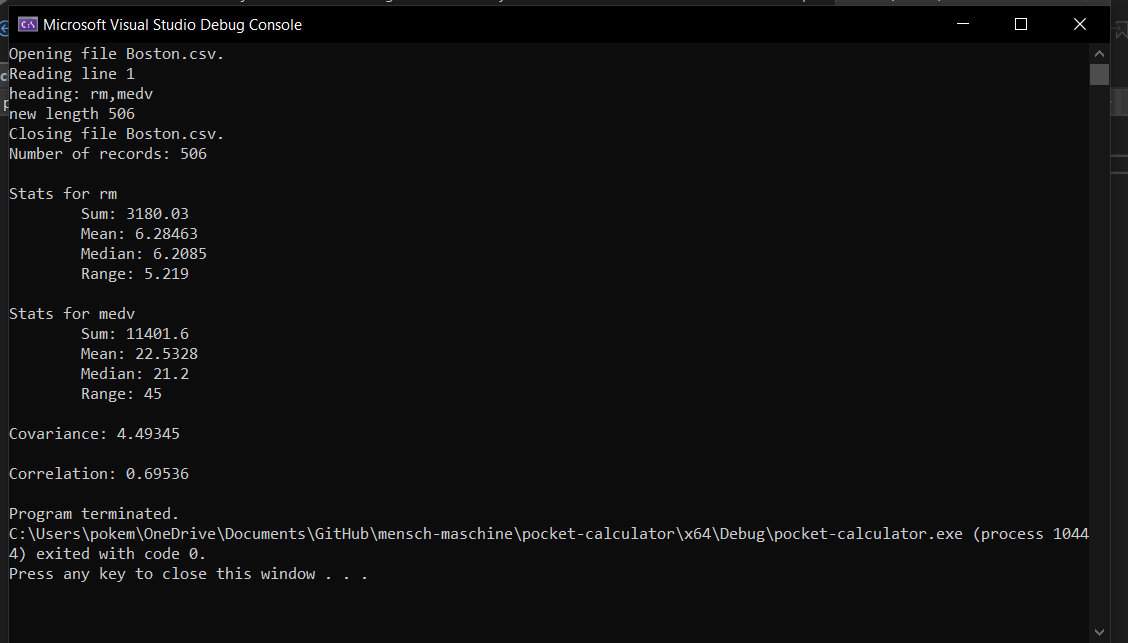 Microsoft Visual Studio Debug Console
Opening file Boston.csv.
Reading line 1
heading: rm,medv
new length 506
Closing file Boston.csv.
Number of records: 506
Stats for rm
Sum: 3180.03
Mean: 6.28463
Median: 6.2085
Range: 5.219
Stats for medv
Sum: 11401.6
Mean: 22.5328
Median: 21.2
Range: 45
Covariance: 4.49345
Correlation: 0.69536
Program terminated.
C:\Users\pokem\OneDrive\Documents\GitHub\mensch-maschine\pocket-calculator\x64\Debug\pocket-calculator.exe (process 1044
4) exited with code 0.
Press any key to close this window . . .